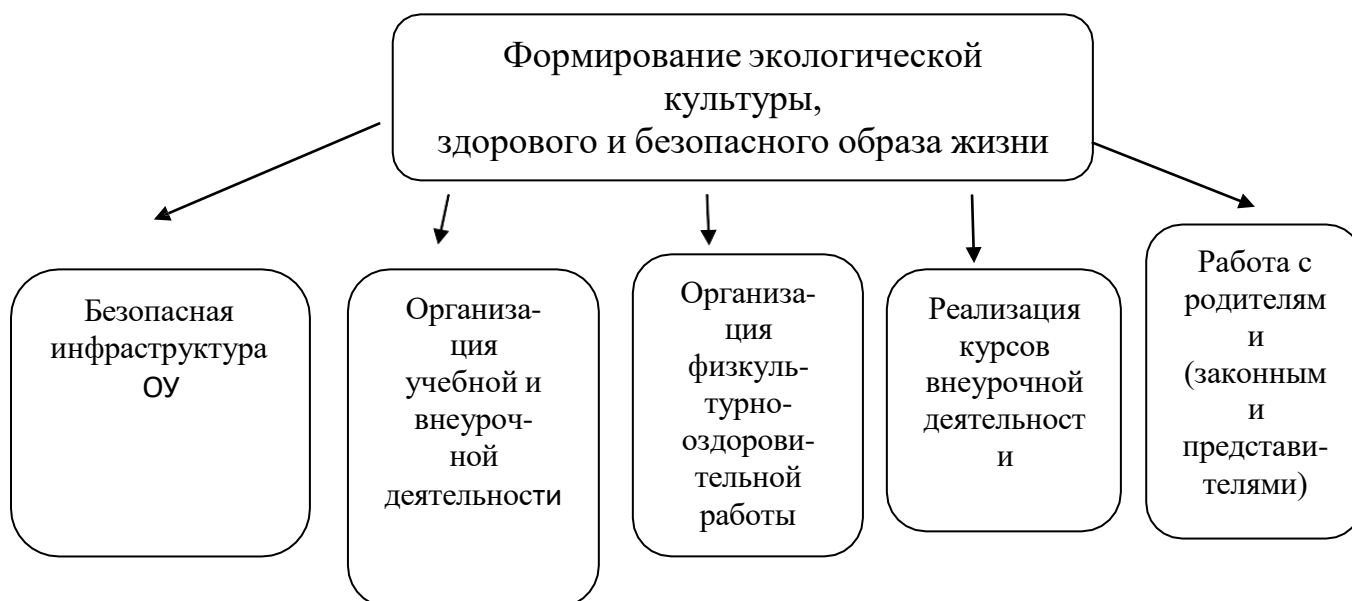 Формирование экологической
культуры,
здорового и безопасного образа жизни
Безопасная
инфраструктура
ОУ
Организа-
ция
учебной и
внеуроч-
ной
деятельности
Организа-
ция
физкуль-
турно-
оздорови-
тельной
работы
Реализация
курсов
внеурочной
деятельност
и
Работа с
родителям
и
(законным
и
представи-
телями)